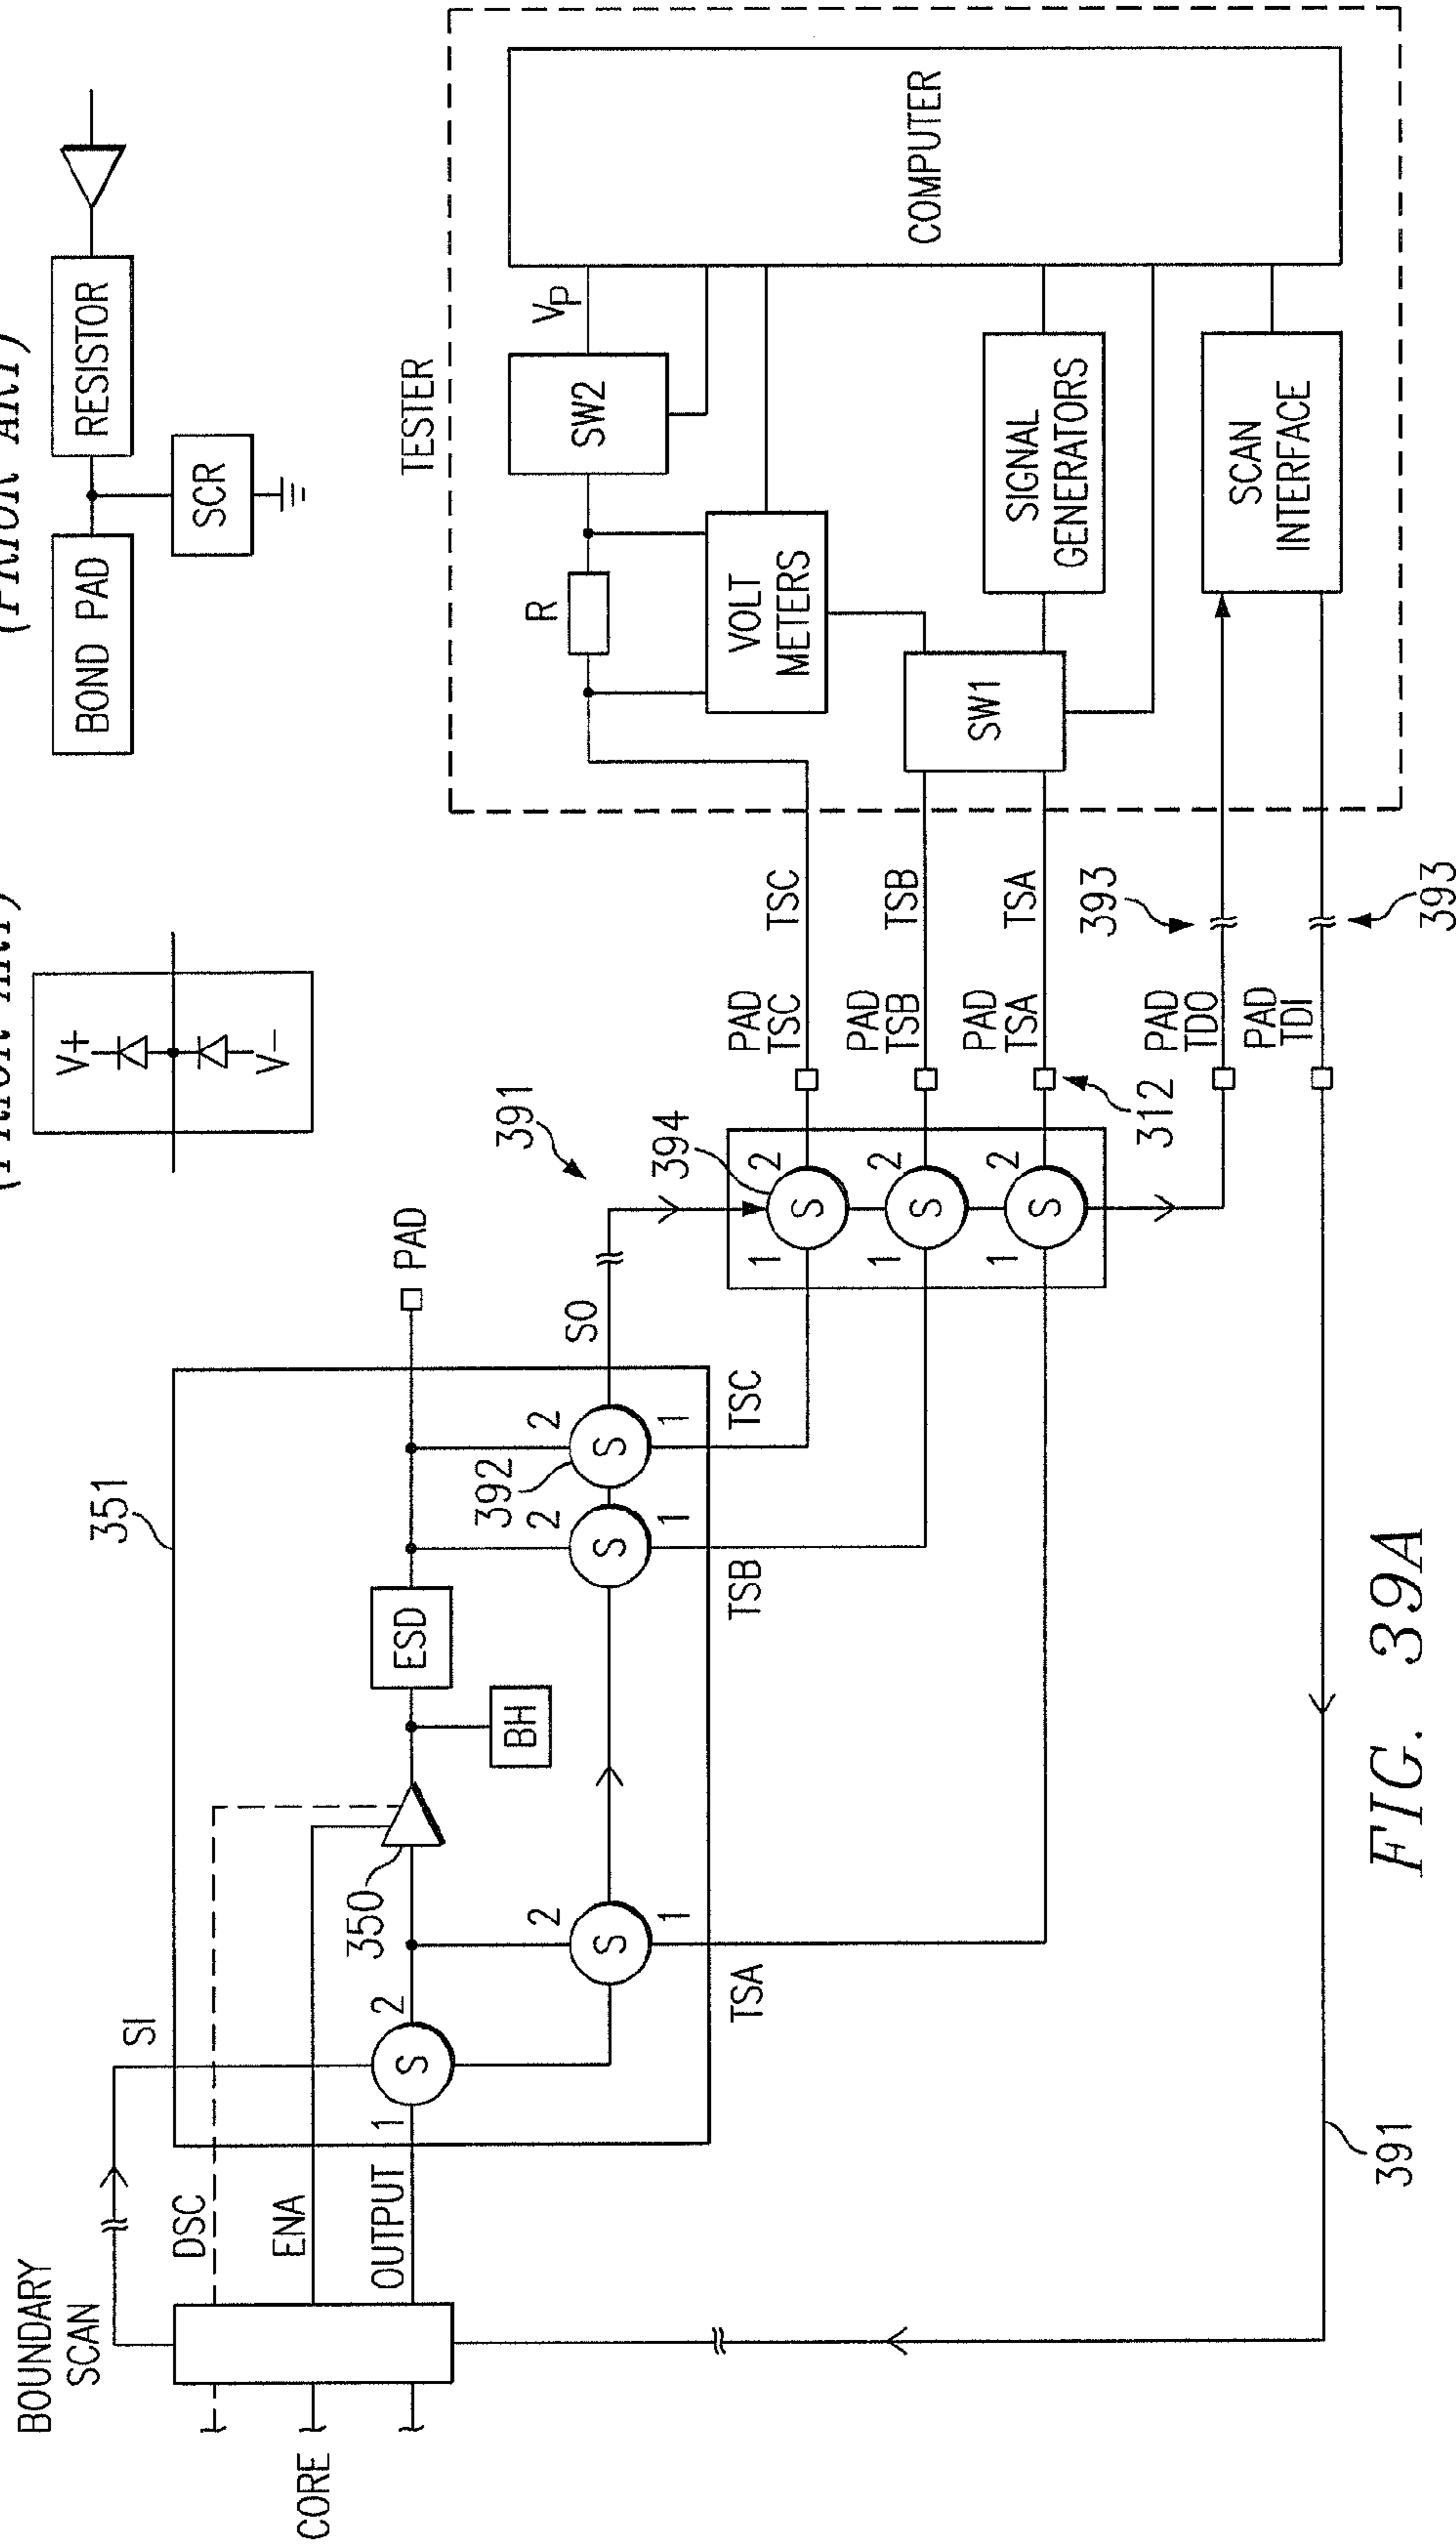 (PRIOR ART)
(PRIOR ART)
V+
V-
BOND PAD
RESISTOR
SCR
BOUNDARY
SCAN
CORE
DSC
ENA
OUTPUT
SI
351
1
S
2
350
BH
ESD
PAD
2
S
1
2
S
1
392
2
S
1
SO
TSA
TSB
TSC
391
394
1
S
2
1
S
2
1
S
2
312
PAD
TSC
TSC
PAD
TSB
TSB
PAD
TSA
TSA
PAD
TDO
393
PAD
TDI
393
391
TESTER
R
SW2
VP
VOLT
METERS
SW1
SIGNAL
GENERATORS
SCAN
INTERFACE
COMPUTER
FIG. 39A